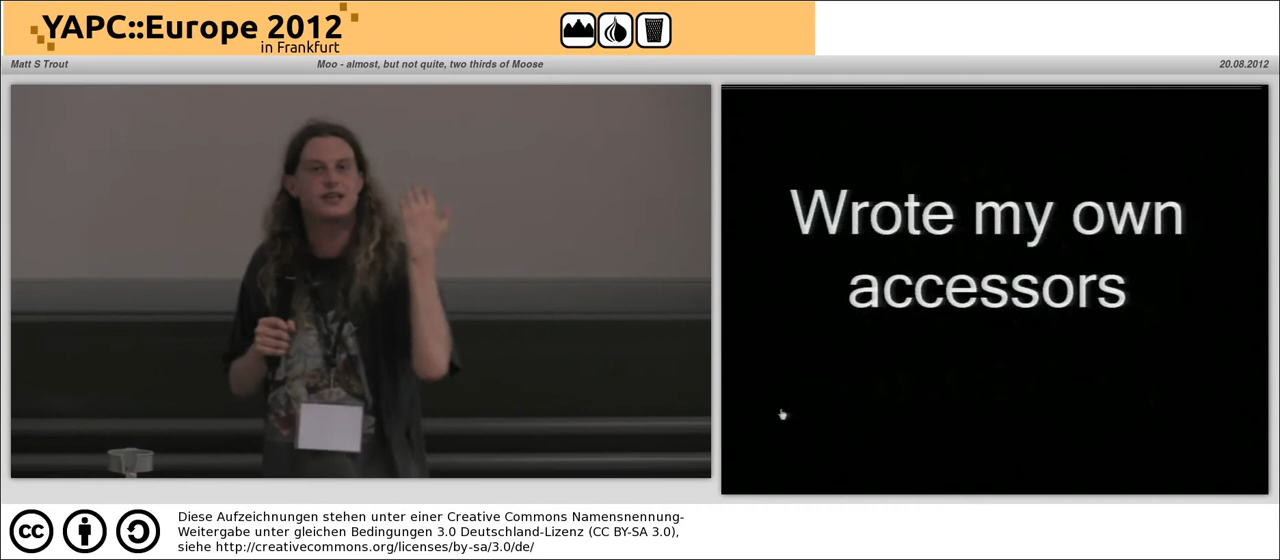 YAPC::Europe 2012
in Frankfurt
Matt S Trout
Moo - almost, but not quite, two thirds of Moose
20.08.2012
Wrote my own
accessors
cc
Diese Aufzeichnungen stehen unter einer Creative Commons Namensnennung-
Weitergabe unter gleichen Bedingungen 3.0 Deutschland-Lizenz (CC BY-SA 3.0),
siehe http://creativecommons.org/licenses/by-sa/3.0/de/